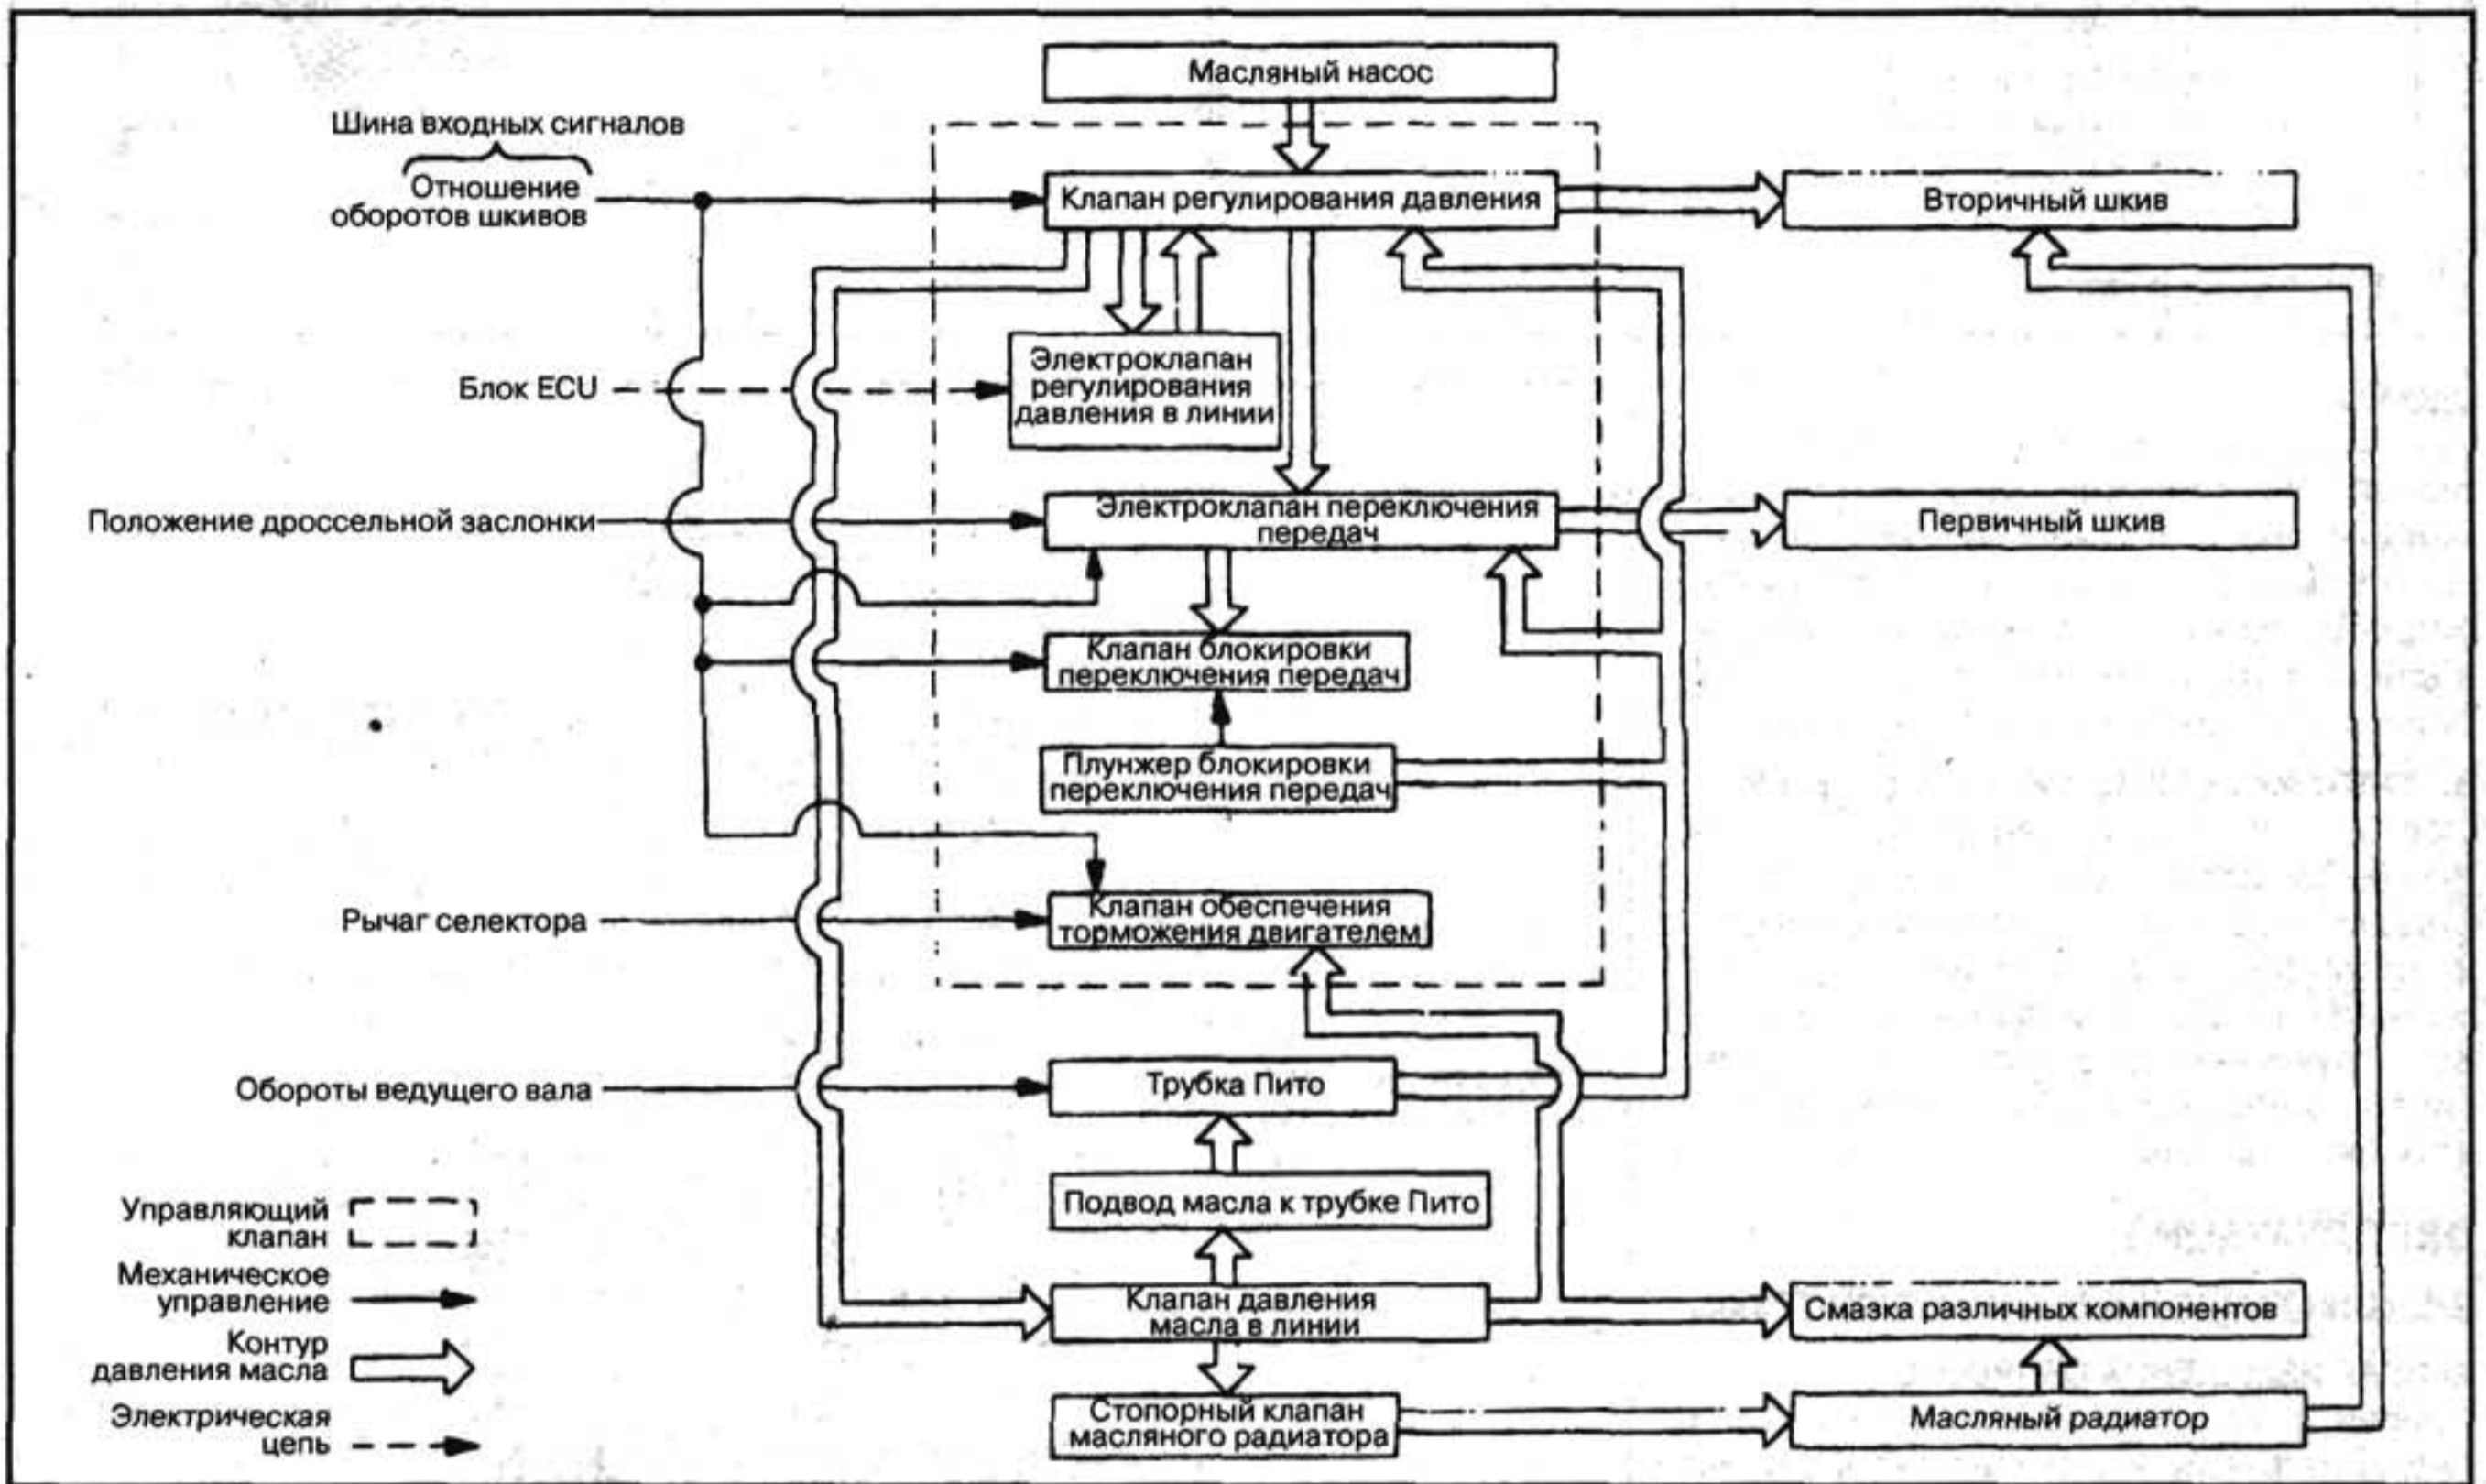 Масляный насос
Шина входных сигналов
Отношение
оборотов шкивов
Клапан регулирования давления
Вторичный шкив
Блок ECU
Электроклапан
регулирования
давления в линии
Положение дроссельной заслонки
Электроклапан переключения
передач
Первичный шкив
Клапан блокировки
переключения передач
Плунжер блокировки
переключения передач
Рычаг селектора
Клапан обеспечения
торможения двигателем
Обороты ведущего вала
Трубка Пито
Подвод масла к трубке Пито
Управляющий
клапан
Механическое
управление
Контур
давления масла
Электрическая
цепь
Клапан давления
масла в линии
Смазка различных компонентов
Стопорный клапан
масляного радиатора
Масляный радиатор